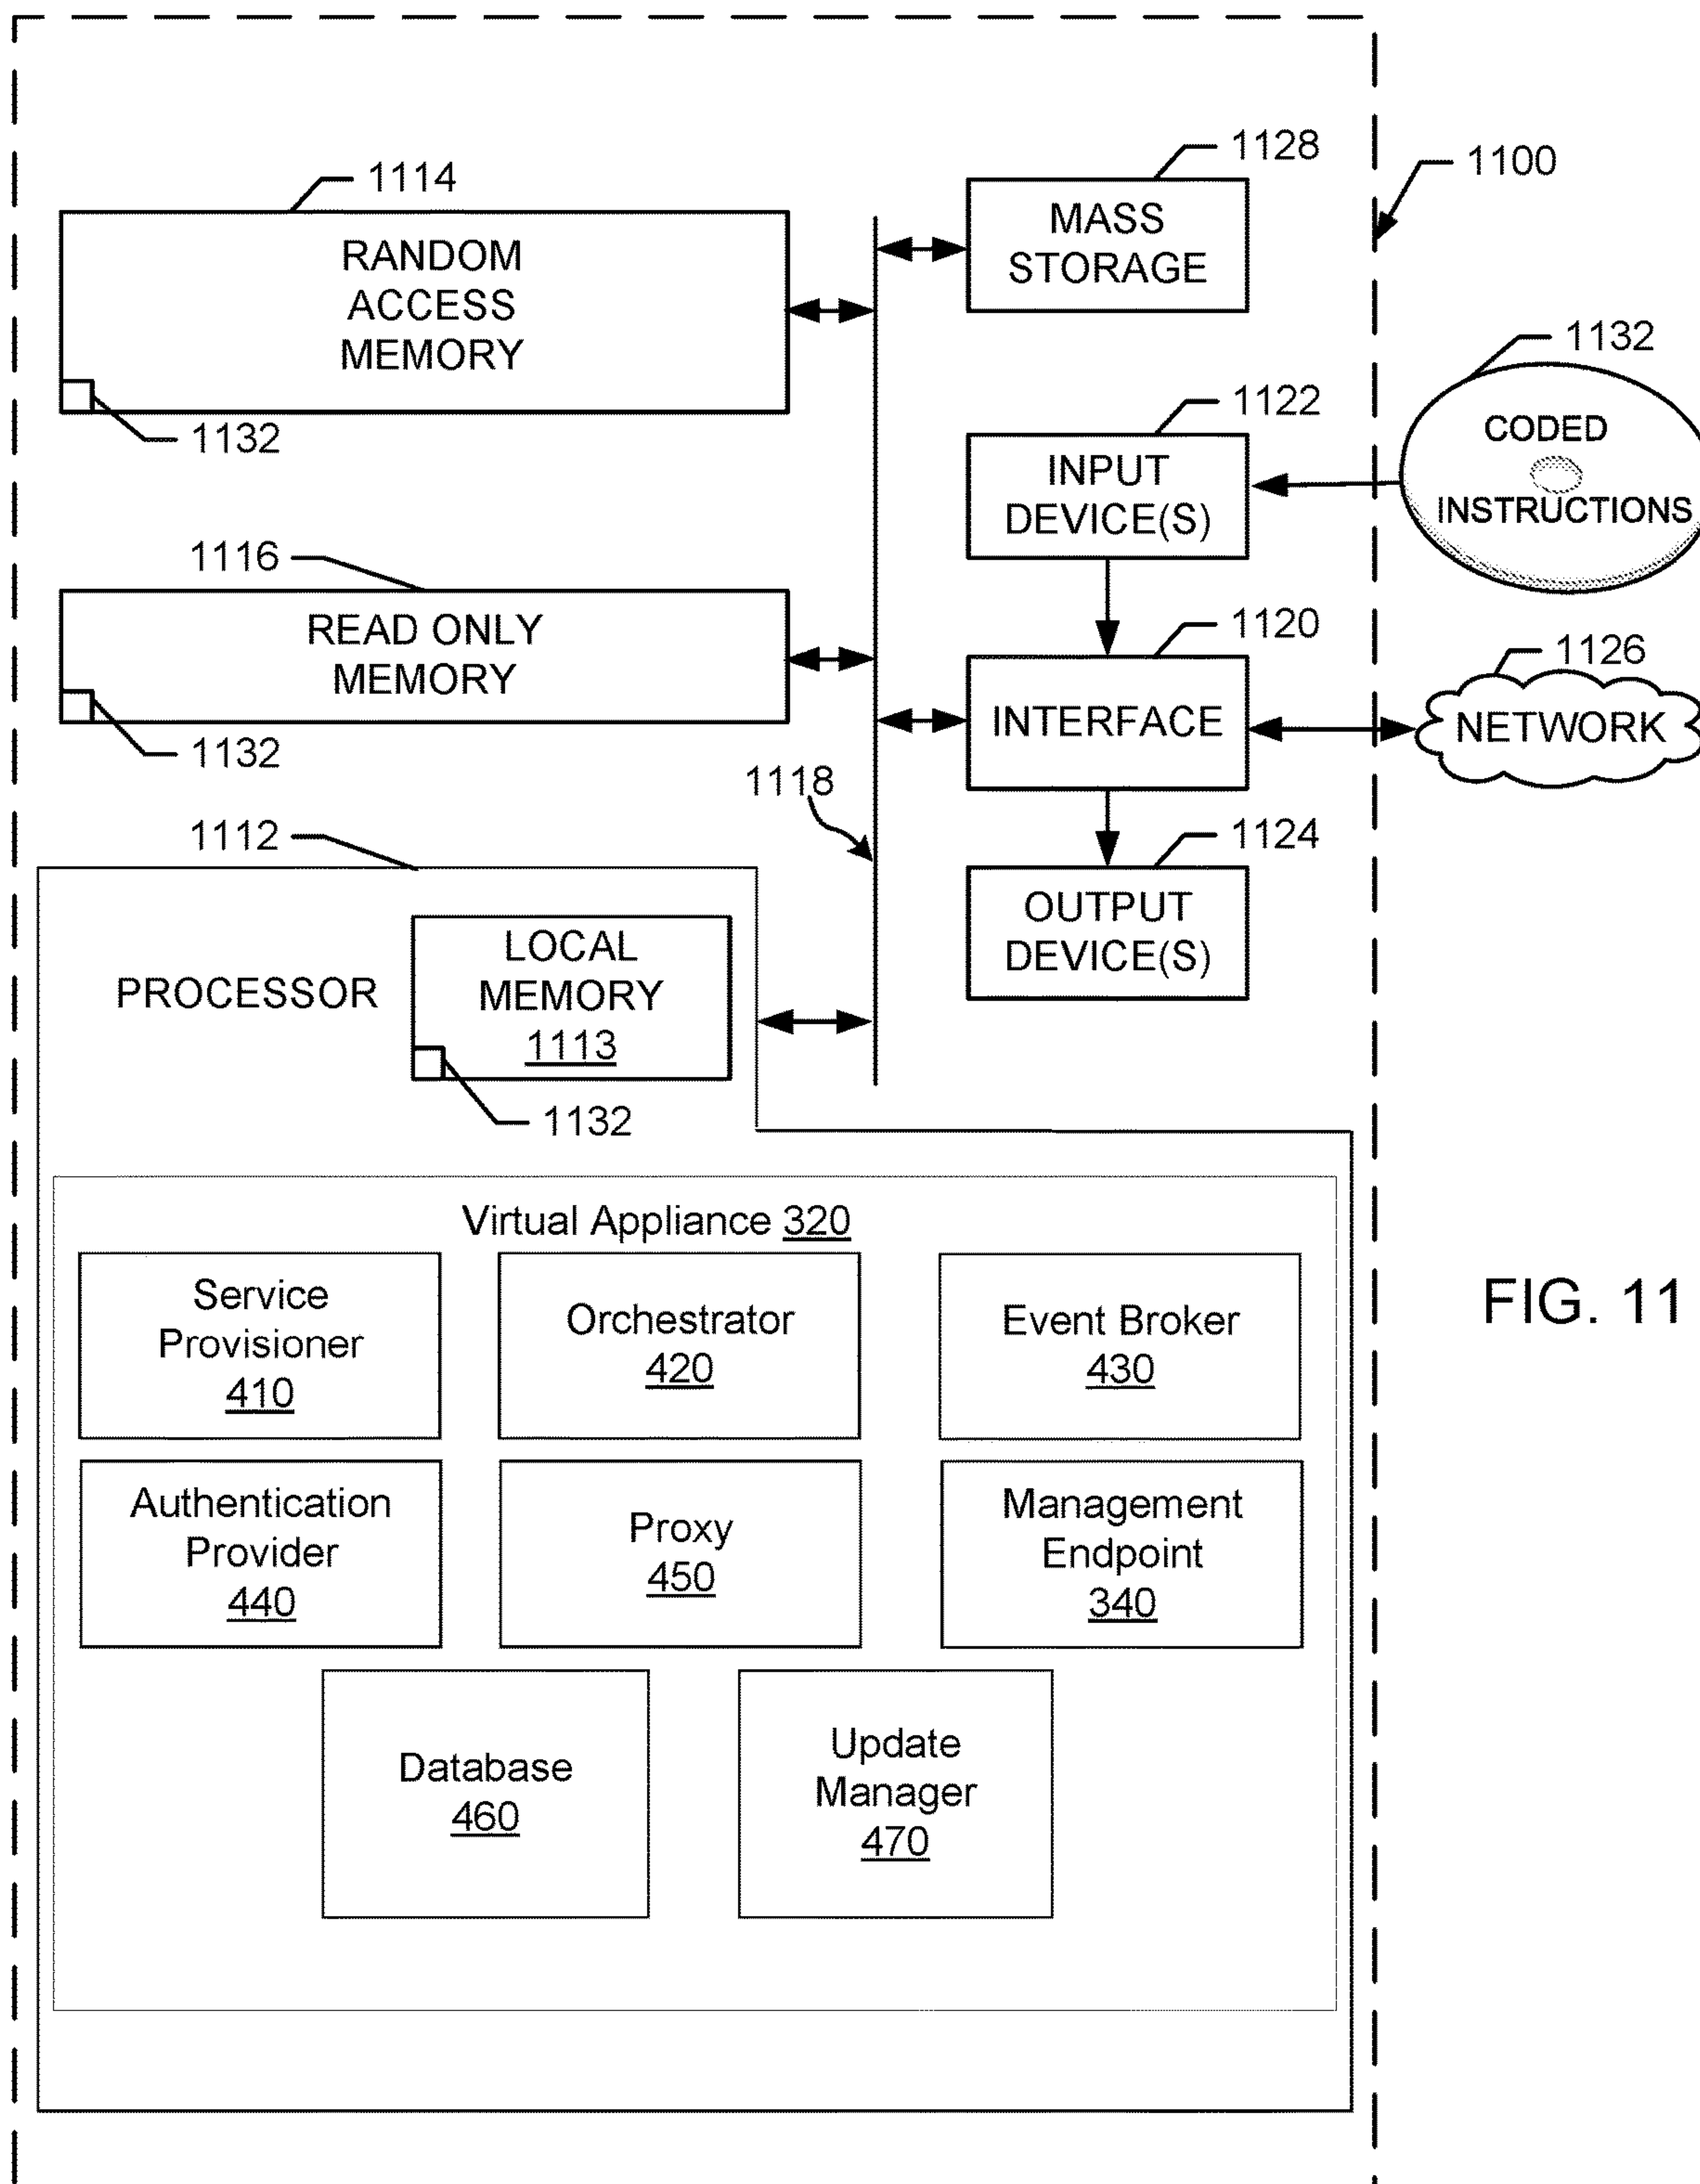 1114
RANDOM
ACCESS
MEMORY
1132
1128
MASS
STORAGE
1100
1122
INPUT
DEVICE(S)
1132
CODED
INSTRUCTIONS
1116
READ ONLY
MEMORY
1132
1120
INTERFACE
1126
NETWORK
1118
1124
OUTPUT
DEVICE(S)
1112
PROCESSOR
LOCAL
MEMORY
1113
1132
Virtual Appliance 320
Service
Provisioner
410
Orchestrator
420
Event Broker
430
Authentication
Provider
440
Proxy
450
Management
Endpoint
340
Database
460
Update
Manager
470
FIG. 11